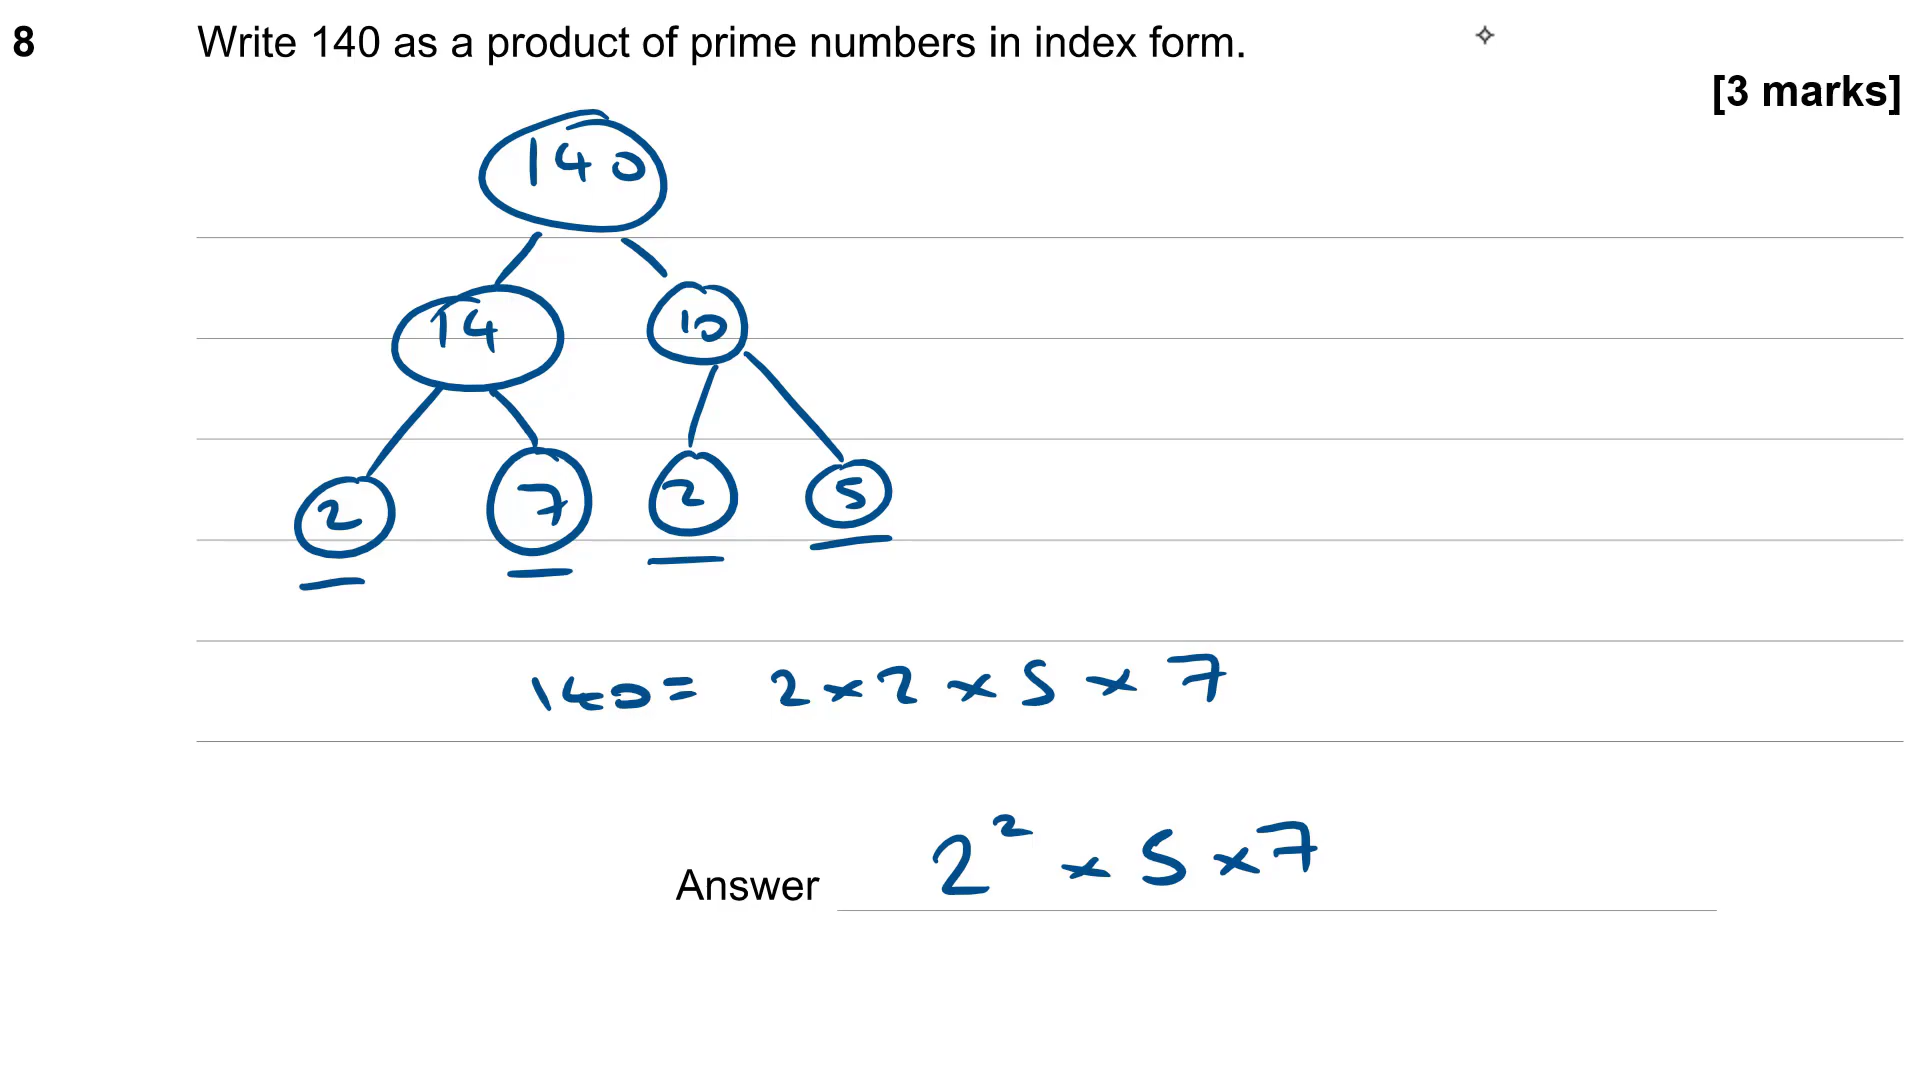 8 Write 140 as a product of prime numbers in index form.
[3 marks]
140
14 10
2 7 2 5
140 = 2 × 2 × 5 × 7
Answer 2² × 5 × 7